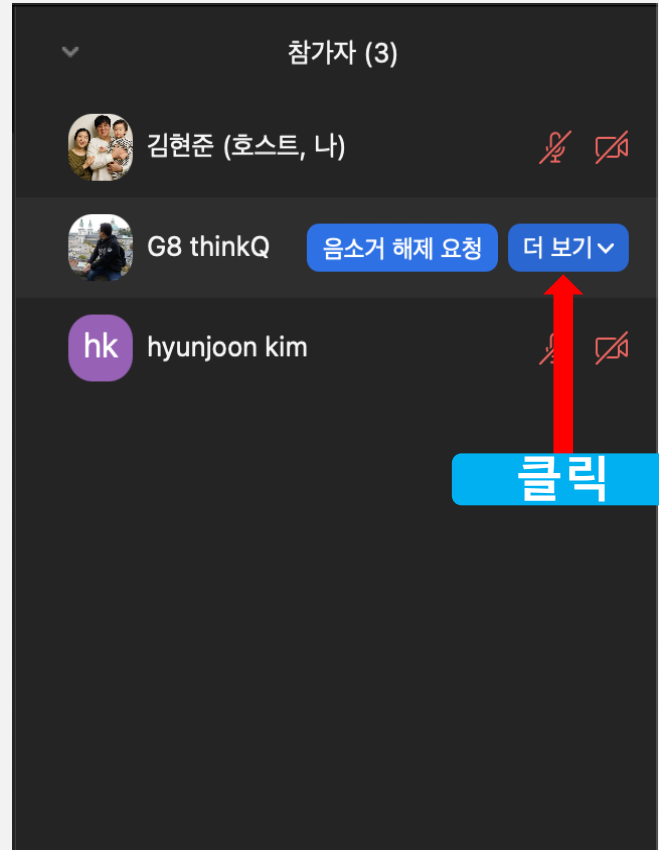 참가자 (3)
김현준 (호스트, 나)
G8 thinkQ 음소거 해제 요청 더 보기
hk hyunjoon kim
클릭